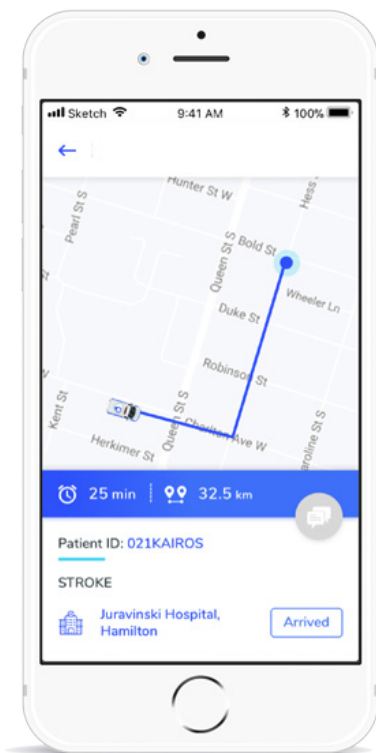 Sketch 9:41 AM 100%
Hunter St W
Hess
Pearl St S
Queen St S
Bold St
Wheeler Ln
Duke St
Robinson St
Kent St
Queen St S
Charlton Ave W
aroline St S
Herkimer St
25 min 32.5 km
Patient ID: 021KAIROS
STROKE
Juravinski Hospital,
Hamilton
Arrived